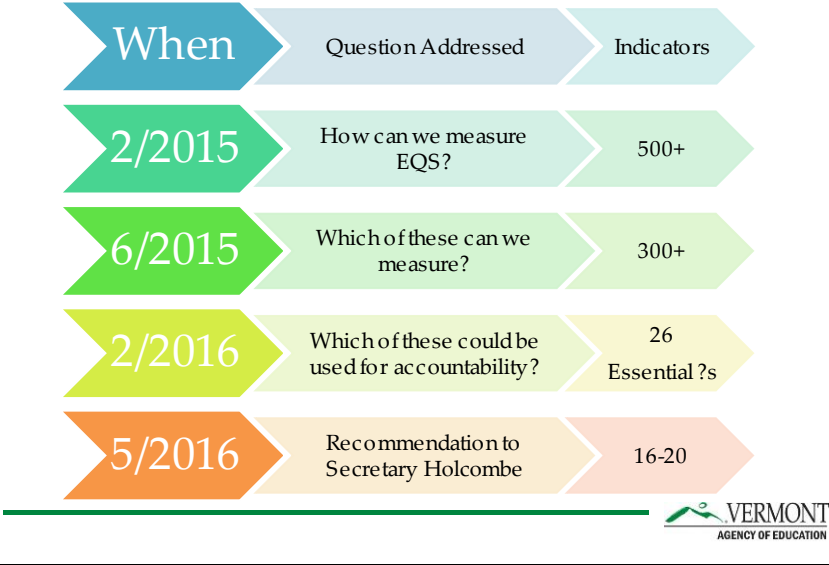 When
Question Addressed
Indicators
2/2015
How can we measure
EQS?
500+
6/2015
Which of these can we
measure?
300+
2/2016
Which of these could be
used for accountability?
26
Essential ?s
5/2016
Recommendation to
Secretary Holcombe
16-20
VERMONT
AGENCY OF EDUCATION